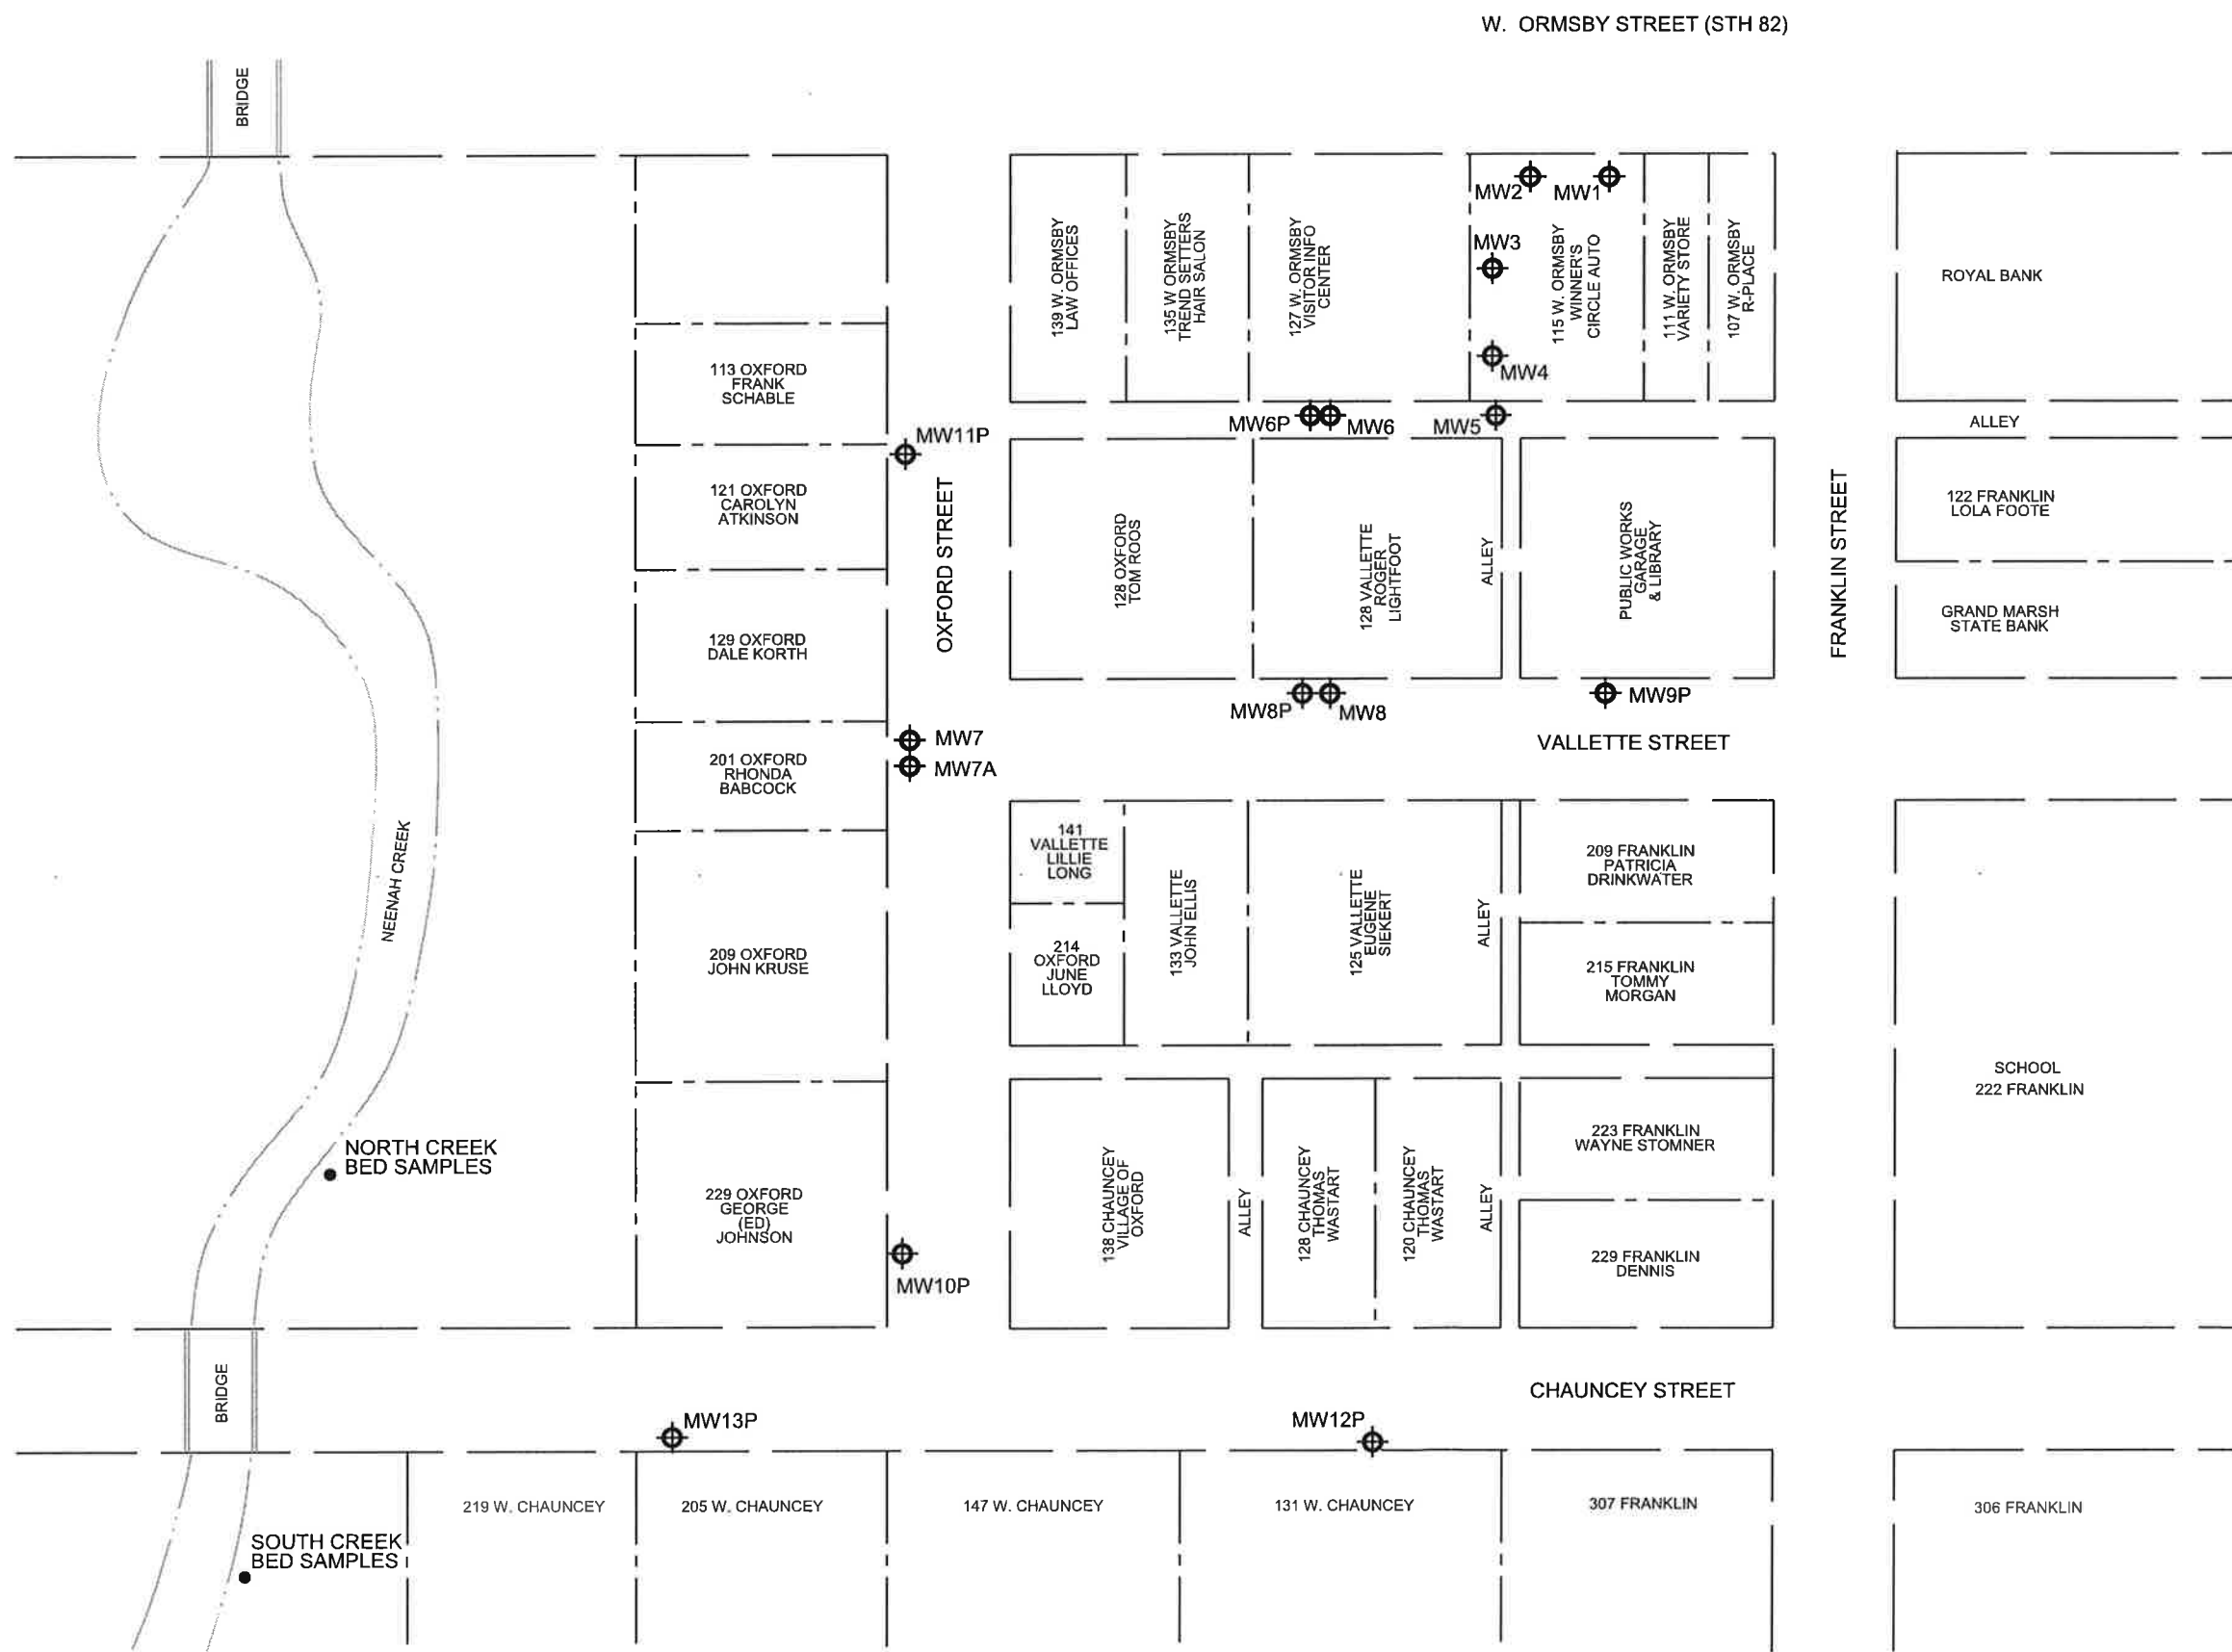 W. ORMSBY STREET (STH 82)
BRIDGE
MW2
MW1
MW3
MW4
139 W. ORMSBY
LAW OFFICES
135 W ORMSBY
TREND SETTERS
HAIR SALON
127 W. ORMSBY
VISITOR INFO
CENTER
115 W. ORMSBY
WINNER'S
CIRCLE AUTO
111 W. ORMSBY
VARIETY STORE
107 W. ORMSBY
R-PLACE
ROYAL BANK
113 OXFORD
FRANK
SCHABLE
MW6P
MW6
MW5
ALLEY
MW11P
121 OXFORD
CAROLYN
ATKINSON
OXFORD STREET
128 OXFORD
TOM ROOS
128 VALLETTE
ROGER
LIGHTFOOT
ALLEY
PUBLIC WORKS
GARAGE
& LIBRARY
FRANKLIN STREET
122 FRANKLIN
LOLA FOOTE
GRAND MARSH
STATE BANK
129 OXFORD
DALE KORTH
MW8P
MW8
MW9P
MW7
MW7A
VALLETTE STREET
201 OXFORD
RHONDA
BABCOCK
NEENAH CREEK
141
VALLETTE
LILLIE
LONG
133 VALLETTE
JOHN ELLIS
125 VALLETTE
EUGENE
SIEKERT
ALLEY
209 FRANKLIN
PATRICIA
DRINKWATER
209 OXFORD
JOHN KRUSE
214
OXFORD
JUNE
LLOYD
215 FRANKLIN
TOMMY
MORGAN
SCHOOL
222 FRANKLIN
NORTH CREEK
BED SAMPLES
229 OXFORD
GEORGE
(ED)
JOHNSON
138 CHAUNCEY
VILLAGE OF
OXFORD
ALLEY
128 CHAUNCEY
THOMAS
WASTART
120 CHAUNCEY
THOMAS
WASTART
ALLEY
223 FRANKLIN
WAYNE STOMNER
229 FRANKLIN
DENNIS
MW10P
BRIDGE
CHAUNCEY STREET
MW13P
MW12P
219 W. CHAUNCEY
205 W. CHAUNCEY
147 W. CHAUNCEY
131 W. CHAUNCEY
307 FRANKLIN
306 FRANKLIN
SOUTH CREEK
BED SAMPLES